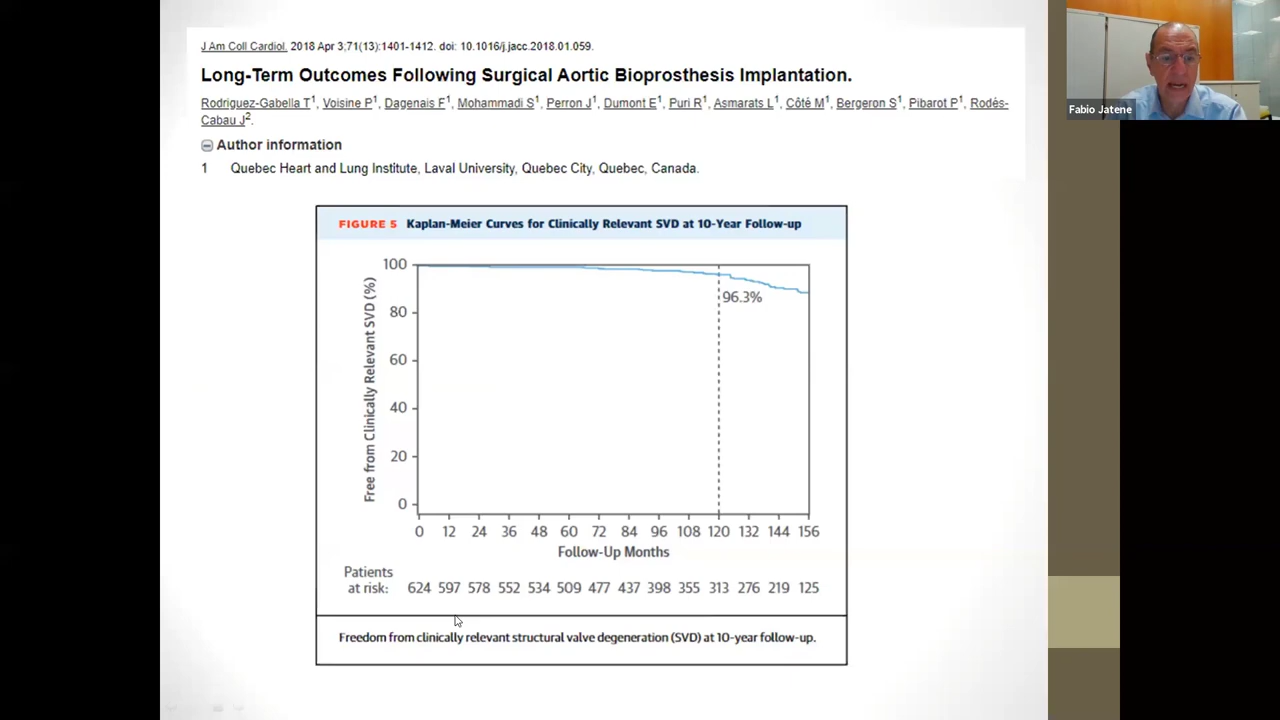 J Am Coll Cardiol. 2018 Apr 3;71(13):1401-1412. doi: 10.1016/j.jacc.2018.01.059.
Long-Term Outcomes Following Surgical Aortic Bioprosthesis Implantation.
Rodriguez-Gabella T1, Voisine P1, Dagenais F1, Mohammadi S1, Perron J1, Dumont E1, Puri R1, Asmarats L1, Côté M1, Bergeron S1, Pibarot P1, Rodés-
Cabau J2.
Author information
1 Quebec Heart and Lung Institute, Laval University, Quebec City, Quebec, Canada.
Fabio Jatene
FIGURE 5 Kaplan-Meier Curves for Clinically Relevant SVD at 10-Year Follow-up
Free from Clinically Relevant SVD (%)
100
80
60
40
20
0
96.3%
0 12 24 36 48 60 72 84 96 108 120 132 144 156
Follow-Up Months
Patients
at risk: 624 597 578 552 534 509 477 437 398 355 313 276 219 125
Freedom from clinically relevant structural valve degeneration (SVD) at 10-year follow-up.